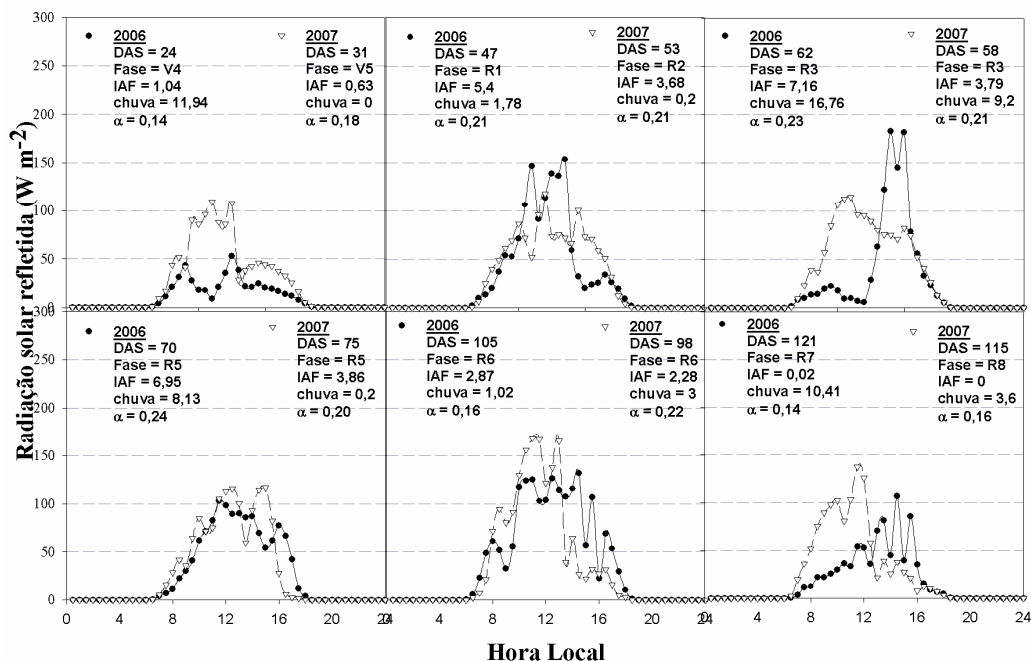 Radiação solar refletida (W m-2)
300
250
200
150
100
50
0
2006
DAS = 24
Fase = V4
IAF = 1,04
chuva = 11,94
α = 0,14
2007
DAS = 31
Fase = V5
IAF = 0,63
chuva = 0
α = 0,18
2006
DAS = 47
Fase = R1
IAF = 5,4
chuva = 1,78
α = 0,21
2007
DAS = 53
Fase = R2
IAF = 3,68
chuva = 0,2
α = 0,21
2006
DAS = 62
Fase = R3
IAF = 7,16
chuva = 16,76
α = 0,23
2007
DAS = 58
Fase = R3
IAF = 3,79
chuva = 9,2
α = 0,21
300
250
200
150
100
50
0
2006
DAS = 70
Fase = R5
IAF = 6,95
chuva = 8,13
α = 0,24
2007
DAS = 75
Fase = R5
IAF = 3,86
chuva = 0,2
α = 0,20
2006
DAS = 105
Fase = R6
IAF = 2,87
chuva = 1,02
α = 0,16
2007
DAS = 98
Fase = R6
IAF = 2,28
chuva = 3
α = 0,22
2006
DAS = 121
Fase = R7
IAF = 0,02
chuva = 10,41
α = 0,14
2007
DAS = 115
Fase = R8
IAF = 0
chuva = 3,6
α = 0,16
0 4 8 12 16 20
0 4 8 12 16 20
0 4 8 12 16 20 24
Hora Local